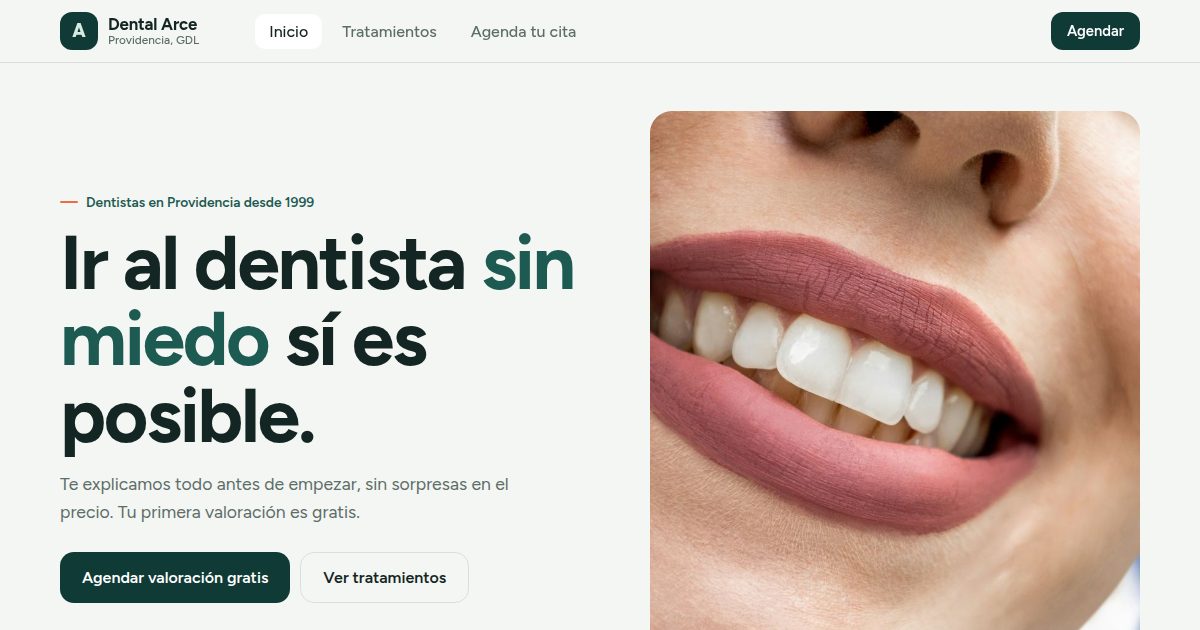 A
Dental Arce
Providencia, GDL
Inicio
Tratamientos
Agenda tu cita
Agendar
Dentistas en Providencia desde 1999
Ir al dentista sin
miedo sí es
posible.
Te explicamos todo antes de empezar, sin sorpresas en el
precio. Tu primera valoración es gratis.
Agendar valoración gratis
Ver tratamientos